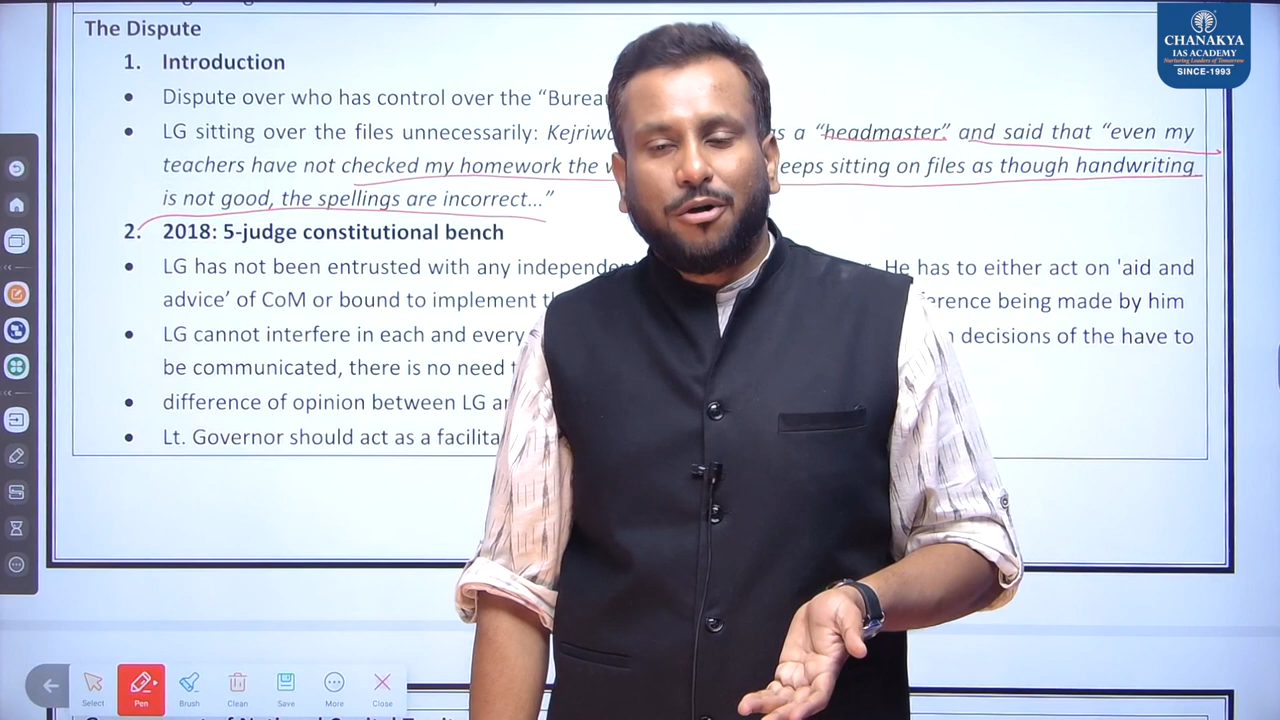 The Dispute
1. Introduction
• Dispute over who has control over the “Bureau
• LG sitting over the files unnecessarily: Kejriwa as a “headmaster” and said that “even my
teachers have not checked my homework the w eeps sitting on files as though handwriting
is not good, the spellings are incorrect...”
2. 2018: 5-judge constitutional bench
• LG has not been entrusted with any independent He has to either act on 'aid and
advice’ of CoM or bound to implement th ference being made by him
• LG cannot interfere in each and every decisions of the have to
be communicated, there is no need
• difference of opinion between LG an
• Lt. Governor should act as a facilita
CHANAKYA
IAS ACADEMY
Nurturing Leaders of Tomorrow
SINCE-1993
Select Pen Brush Clean Save More Close